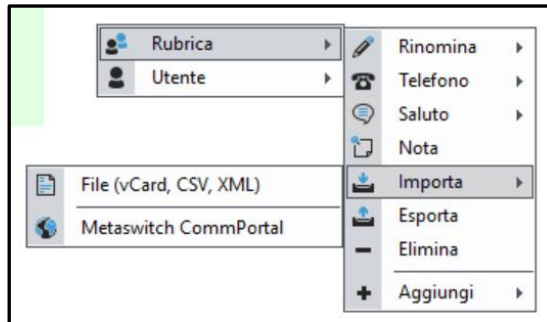 Rubrica
Utente
Rinomina
Telefono
Saluto
Nota
Importa
Esporta
Elimina
Aggiungi
File (vCard, CSV, XML)
Metaswitch CommPortal